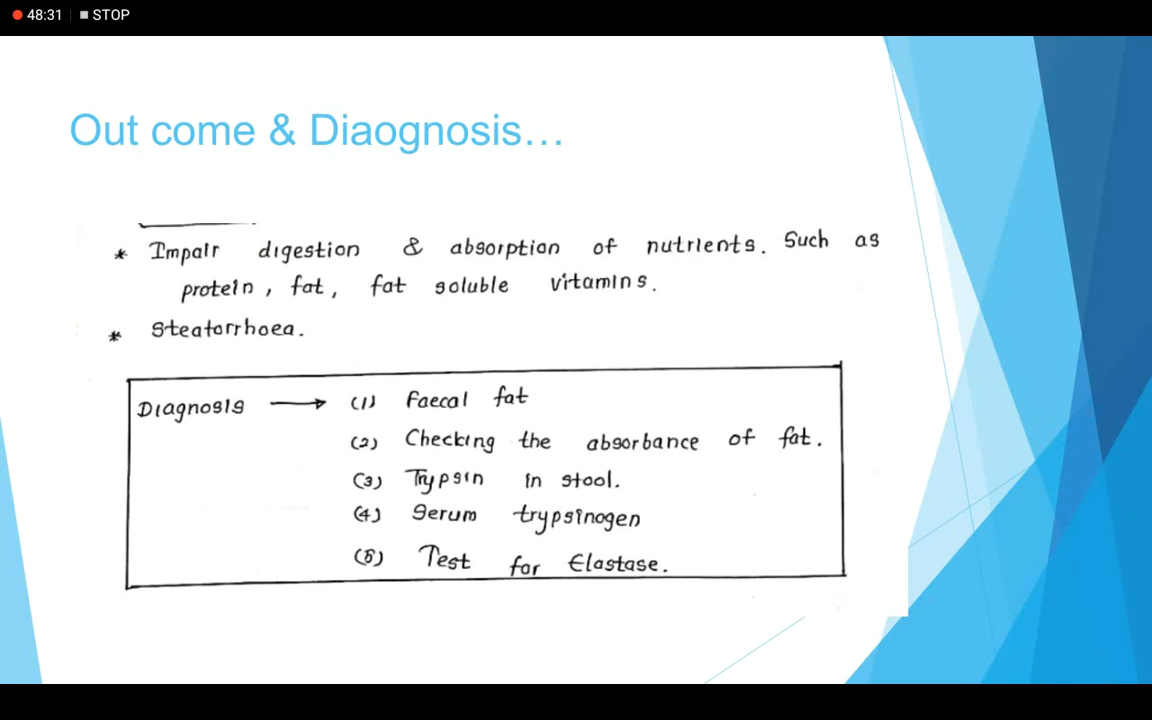 48:31 STOP
Out come & Diaognosis...
* Impair digestion & absorption of nutrients. Such as
protein, fat, fat soluble vitamins.
* Steatorrhoea.
Diagnosis → (1) Faecal fat
(2) Checking the absorbance of fat.
(3) Trypsin in stool.
(4) Serum trypsinogen
(5) Test for Elastase.